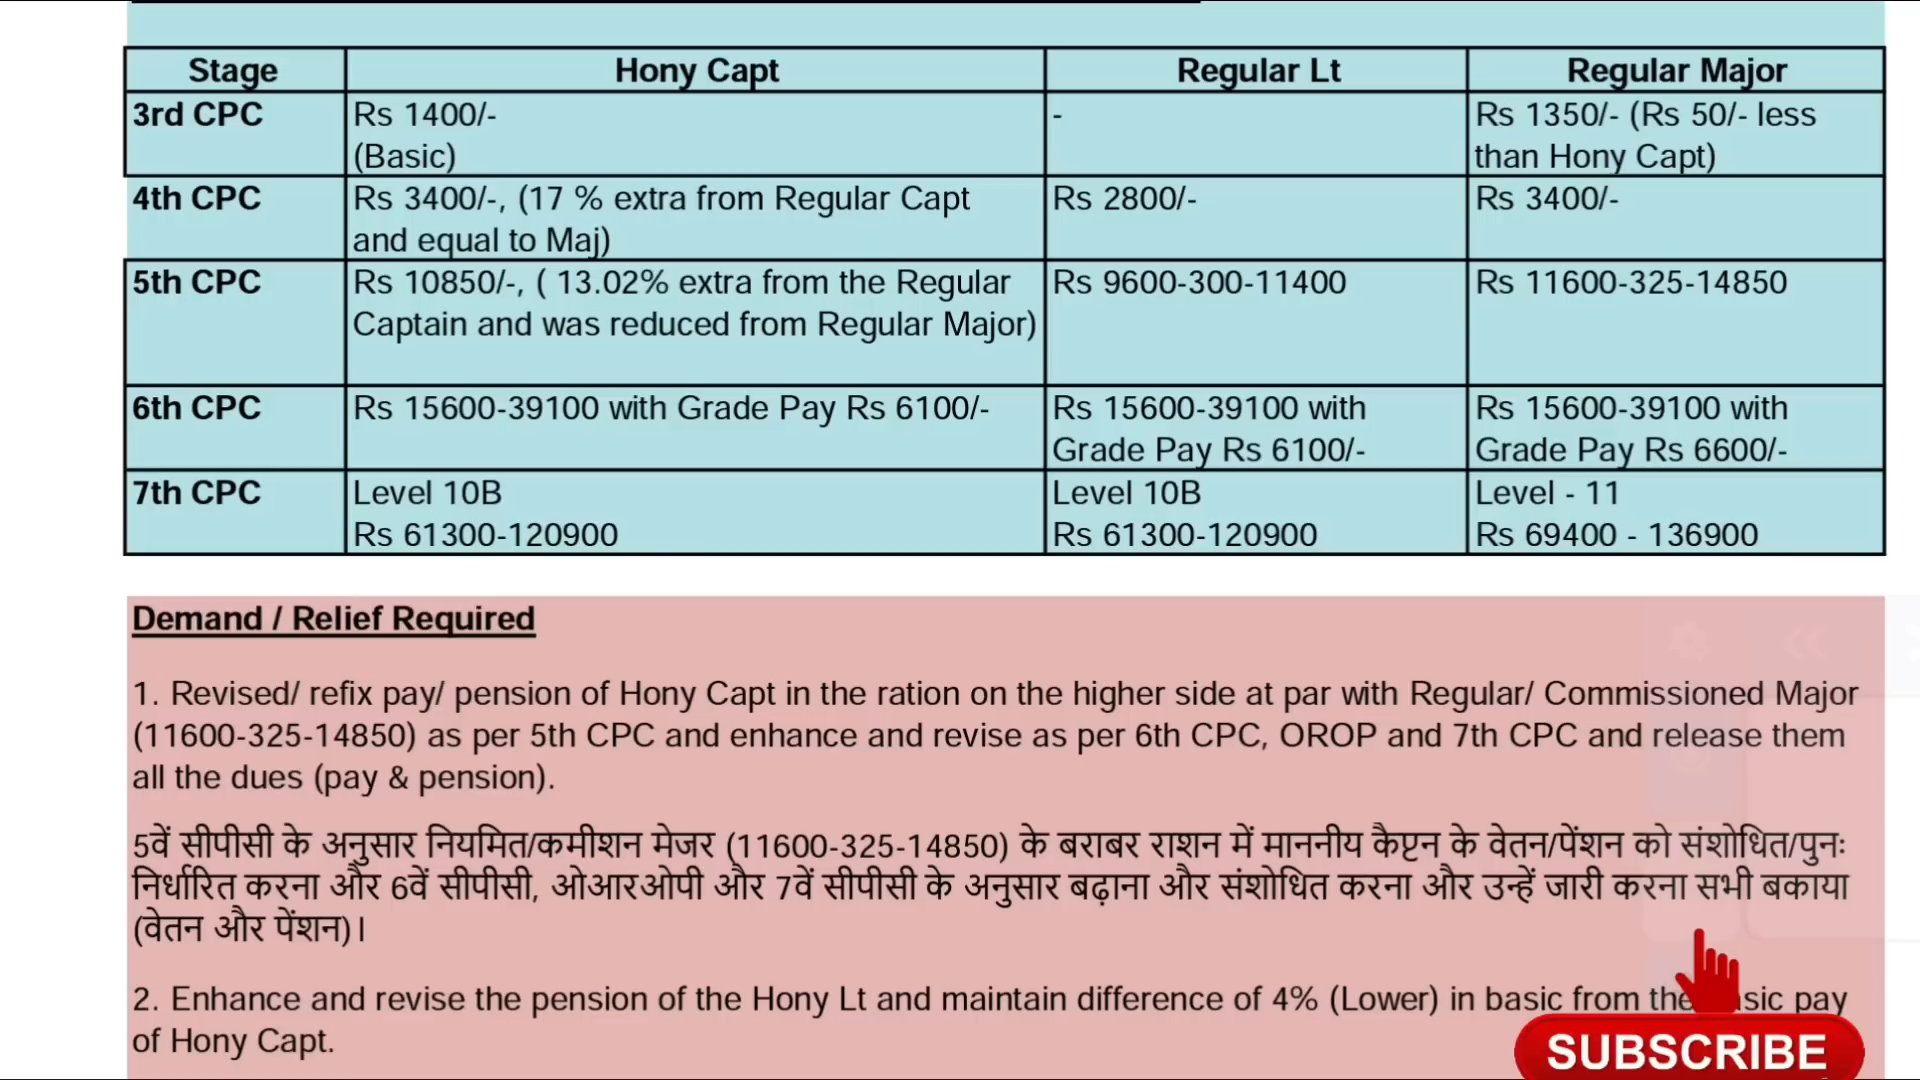 Stage Hony Capt Regular Lt Regular Major
3rd CPC Rs 1400/- - Rs 1350/- (Rs 50/- less
(Basic) than Hony Capt)
4th CPC Rs 3400/-, (17 % extra from Regular Capt Rs 2800/- Rs 3400/-
and equal to Maj)
5th CPC Rs 10850/-, ( 13.02% extra from the Regular Rs 9600-300-11400 Rs 11600-325-14850
Captain and was reduced from Regular Major)
6th CPC Rs 15600-39100 with Grade Pay Rs 6100/- Rs 15600-39100 with Rs 15600-39100 with
Grade Pay Rs 6100/- Grade Pay Rs 6600/-
7th CPC Level 10B Level 10B Level - 11
Rs 61300-120900 Rs 61300-120900 Rs 69400 - 136900
Demand / Relief Required
1. Revised/ refix pay/ pension of Hony Capt in the ration on the higher side at par with Regular/ Commissioned Major
(11600-325-14850) as per 5th CPC and enhance and revise as per 6th CPC, OROP and 7th CPC and release them
all the dues (pay & pension).
5वें सीपीसी के अनुसार नियमित/कमीशन मेजर (11600-325-14850) के बराबर राशन में माननीय कैप्टन के वेतन/पेंशन को संशोधित/पुनः
निर्धारित करना और 6वें सीपीसी, ओआरओपी और 7वें सीपीसी के अनुसार बढ़ाना और संशोधित करना और उन्हें जारी करना सभी बकाया
(वेतन और पेंशन)।
2. Enhance and revise the pension of the Hony Lt and maintain difference of 4% (Lower) in basic from the pay
of Hony Capt.
SUBSCRIBE